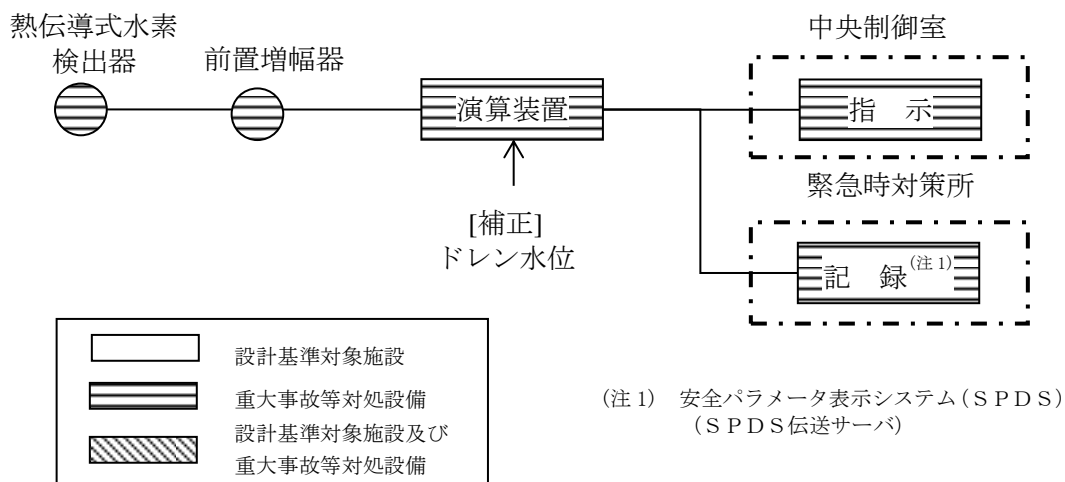 熱伝導式水素
検出器
前置増幅器
演算装置
[補正]
ドレン水位
中央制御室
指　示
緊急時対策所
記　録(注1)
設計基準対象施設
重大事故等対処設備
設計基準対象施設及び
重大事故等対処設備
(注1)　安全パラメータ表示システム(ＳＰＤＳ)
(ＳＰＤＳ伝送サーバ)